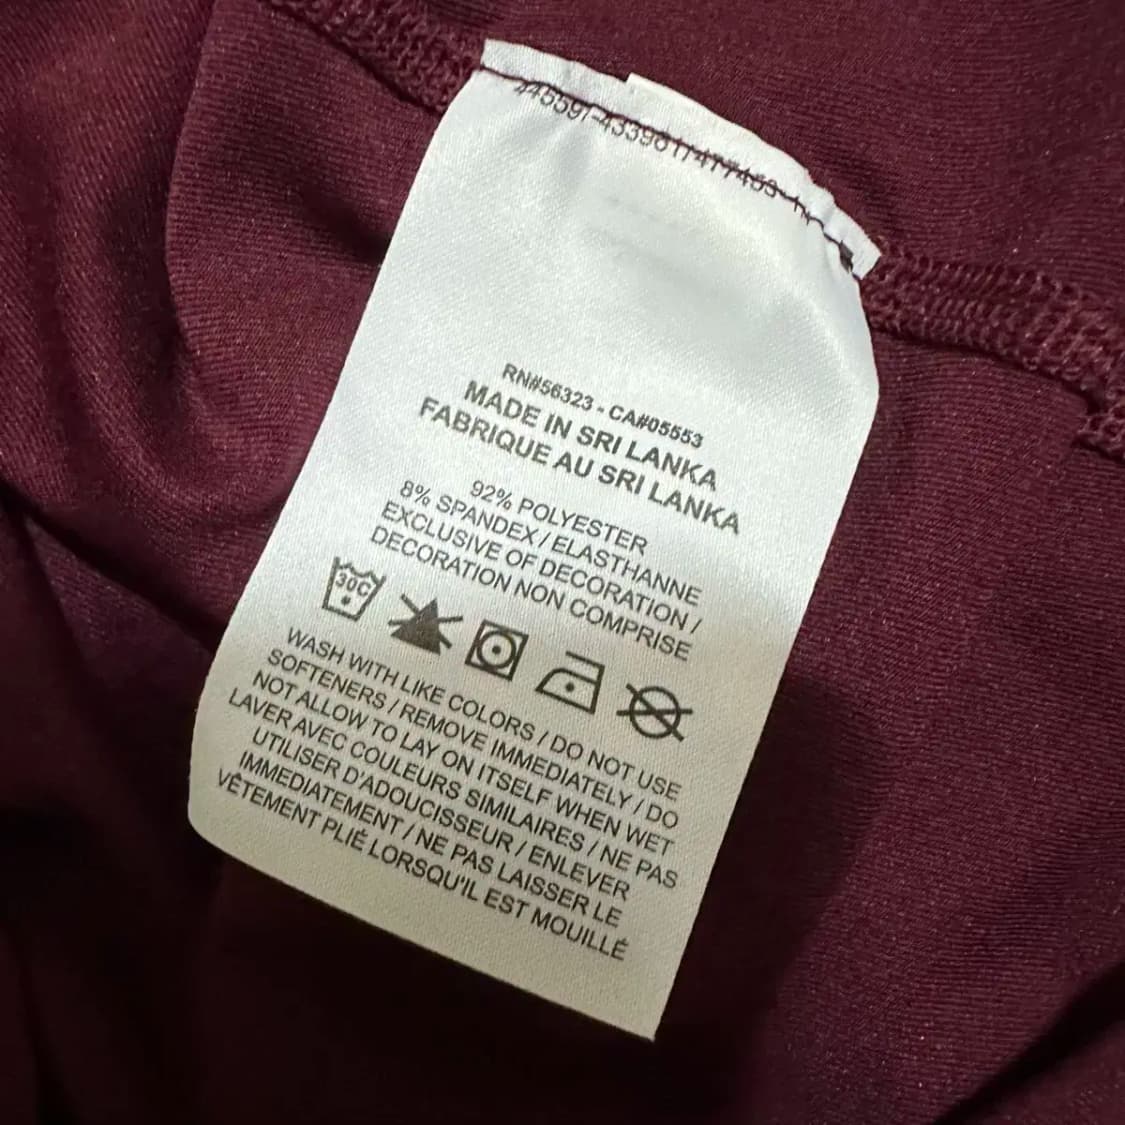 RN#56323 - CA#05553
MADE IN SRI LANKA
FABRIQUE AU SRI LANKA
92% POLYESTER
8% SPANDEX / ELASTHANNE
EXCLUSIVE OF DECORATION /
DECORATION NON COMPRISE
30C
WASH WITH LIKE COLORS / DO NOT USE
SOFTENERS / REMOVE IMMEDIATELY / DO
NOT ALLOW TO LAY ON ITSELF WHEN WET
LAVER AVEC COULEURS SIMILAIRES / NE PAS
UTILISER D'ADOUCISSEUR / ENLEVER
IMMEDIATEMENT / NE PAS LAISSER LE
VÊTEMENT PLIÉ LORSQU'IL EST MOUILLÉ